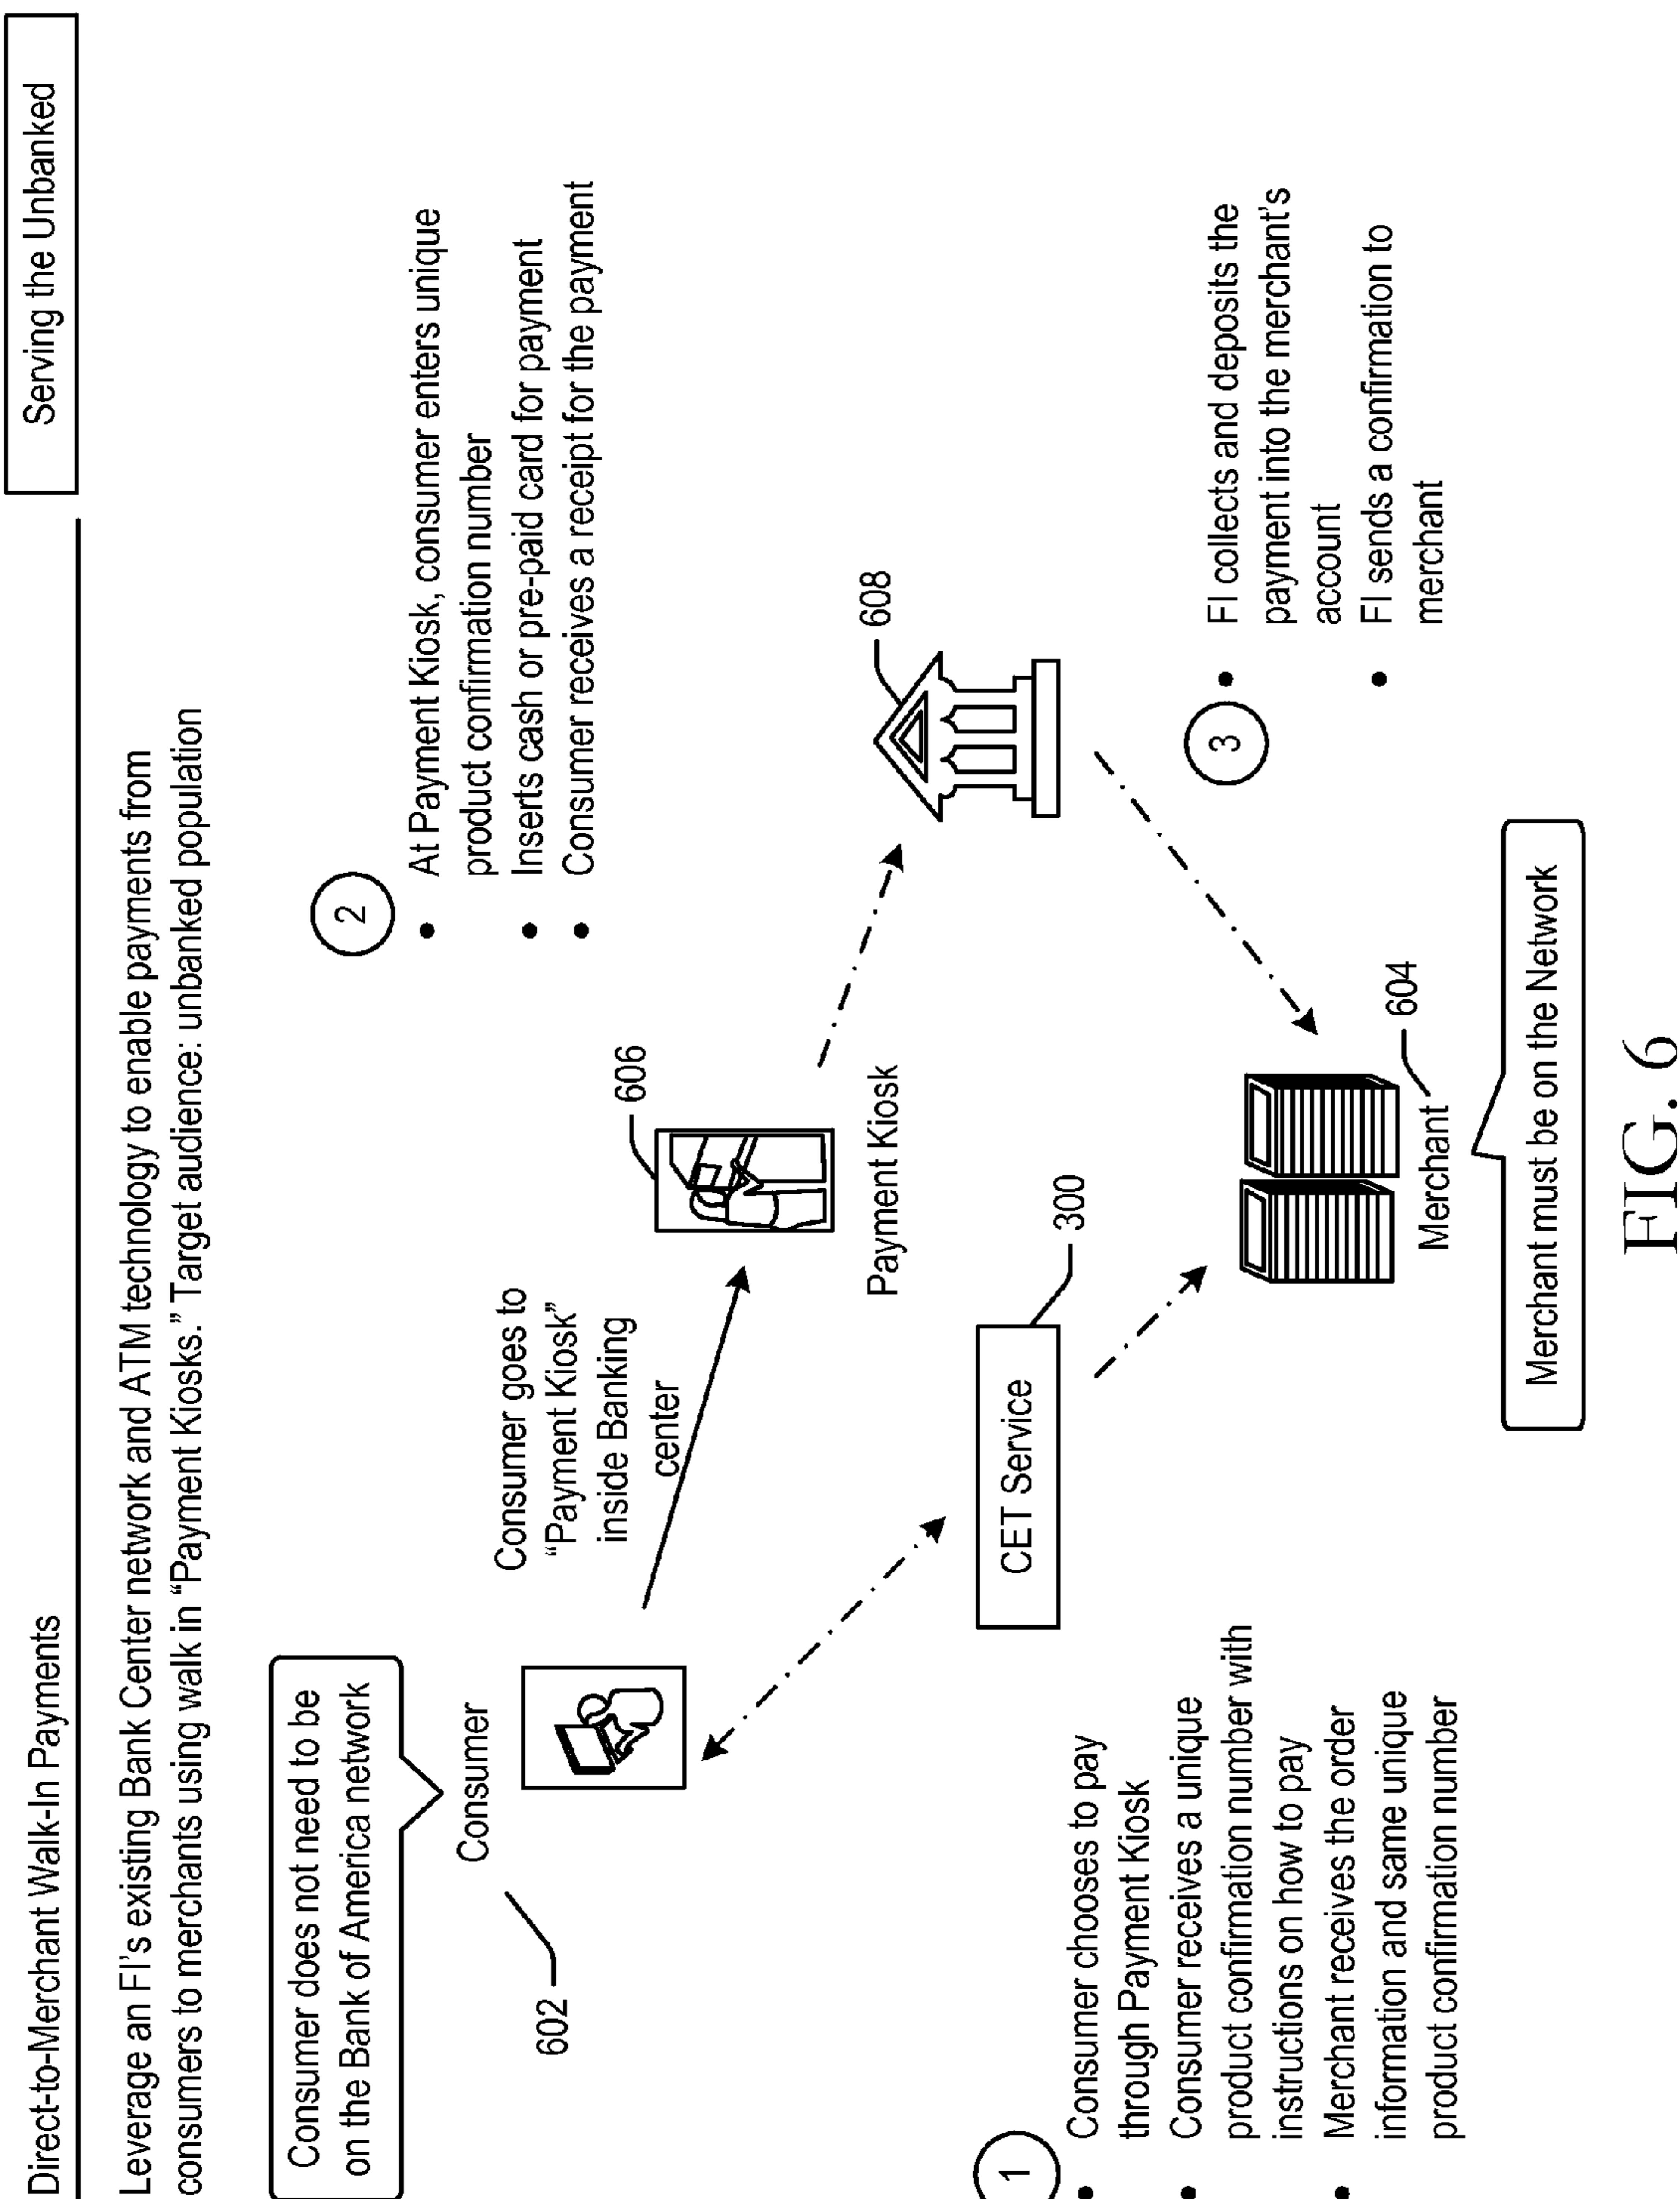 Direct-to-Merchant Walk-In Payments
Serving the Unbanked
Leverage an FI's existing Bank Center network and ATM technology to enable payments from
consumers to merchants using walk in “Payment Kiosks.” Target audience: unbanked population
Consumer does not need to be
on the Bank of America network
Consumer
602
Consumer goes to
“Payment Kiosk”
inside Banking
center
606
Payment Kiosk
2
• At Payment Kiosk, consumer enters unique
product confirmation number
• Inserts cash or pre-paid card for payment
• Consumer receives a receipt for the payment
608
1
• Consumer chooses to pay
through Payment Kiosk
• Consumer receives a unique
product confirmation number with
instructions on how to pay
• Merchant receives the order
information and same unique
product confirmation number
CET Service
300
Merchant
604
Merchant must be on the Network
3
• FI collects and deposits the
payment into the merchant's
account
• FI sends a confirmation to
merchant
FIG. 6